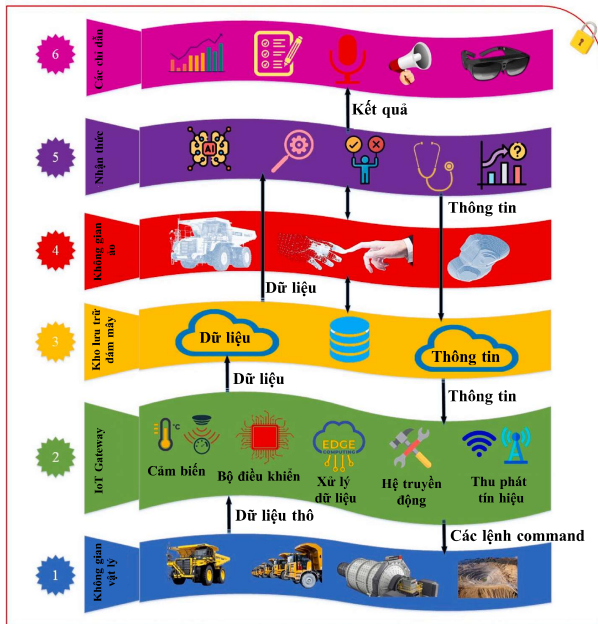 6
Các chỉ dẫn
Kết quả
5
Nhận thức
AI
?
Thông tin
4
Không gian
ảo
Dữ liệu
3
Kho lưu trữ
đám mây
Dữ liệu
Thông tin
Dữ liệu
Thông tin
2
IoT Gateway
°C
Cảm biến
Bộ điều khiển
EDGE
COMPUTING
Xử lý
dữ liệu
Hệ truyền
động
Thu phát
tín hiệu
Dữ liệu thô
Các lệnh command
1
Không gian
vật lý